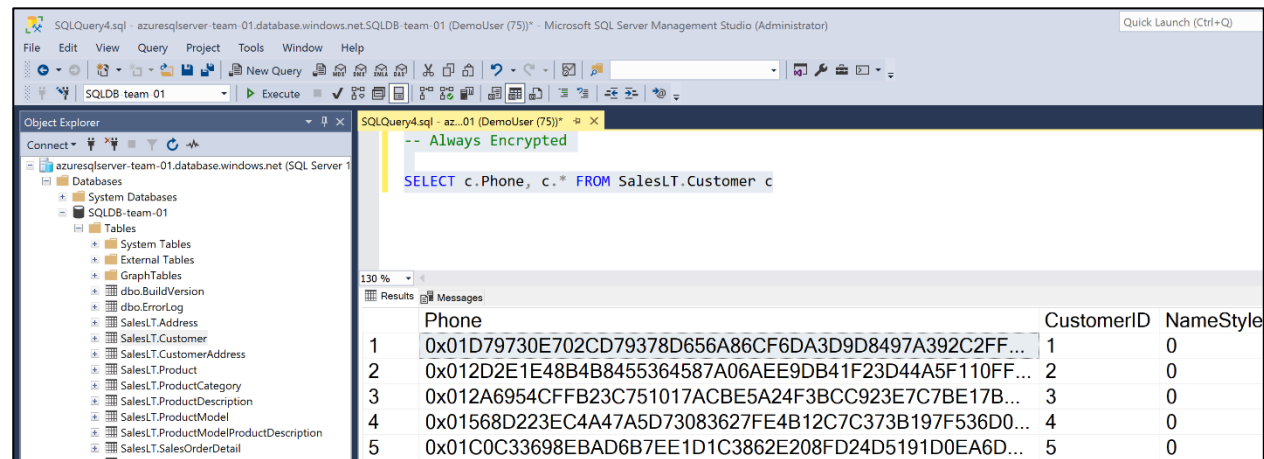 SQLQuery4.sql - azuresqlserver-team-01.database.windows.net.SQLDB-team-01 (DemoUser (75))* - Microsoft SQL Server Management Studio (Administrator)
Quick Launch (Ctrl+Q)
File Edit View Query Project Tools Window Help
New Query
SQLDB-team-01 Execute
Object Explorer
SQLQuery4.sql - az...01 (DemoUser (75))*
Connect
-- Always Encrypted
azuresqlserver-team-01.database.windows.net (SQL Server 1
Databases
SELECT c.Phone, c.* FROM SalesLT.Customer c
System Databases
SQLDB-team-01
Tables
System Tables
External Tables
GraphTables
dbo.BuildVersion
dbo.ErrorLog
SalesLT.Address
SalesLT.Customer
SalesLT.CustomerAddress
SalesLT.Product
SalesLT.ProductCategory
SalesLT.ProductDescription
SalesLT.ProductModel
SalesLT.ProductModelProductDescription
SalesLT.SalesOrderDetail
130 %
Results Messages
Phone CustomerID NameStyle
1 0x01D79730E702CD79378D656A86CF6DA3D9D8497A392C2FF... 1 0
2 0x012D2E1E48B4B8455364587A06AEE9DB41F23D44A5F110FF... 2 0
3 0x012A6954CFFB23C751017ACBE5A24F3BCC923E7C7BE17B... 3 0
4 0x01568D223EC4A47A5D73083627FE4B12C7C373B197F536D0... 4 0
5 0x01C0C33698EBAD6B7EE1D1C3862E208FD24D5191D0EA6D... 5 0